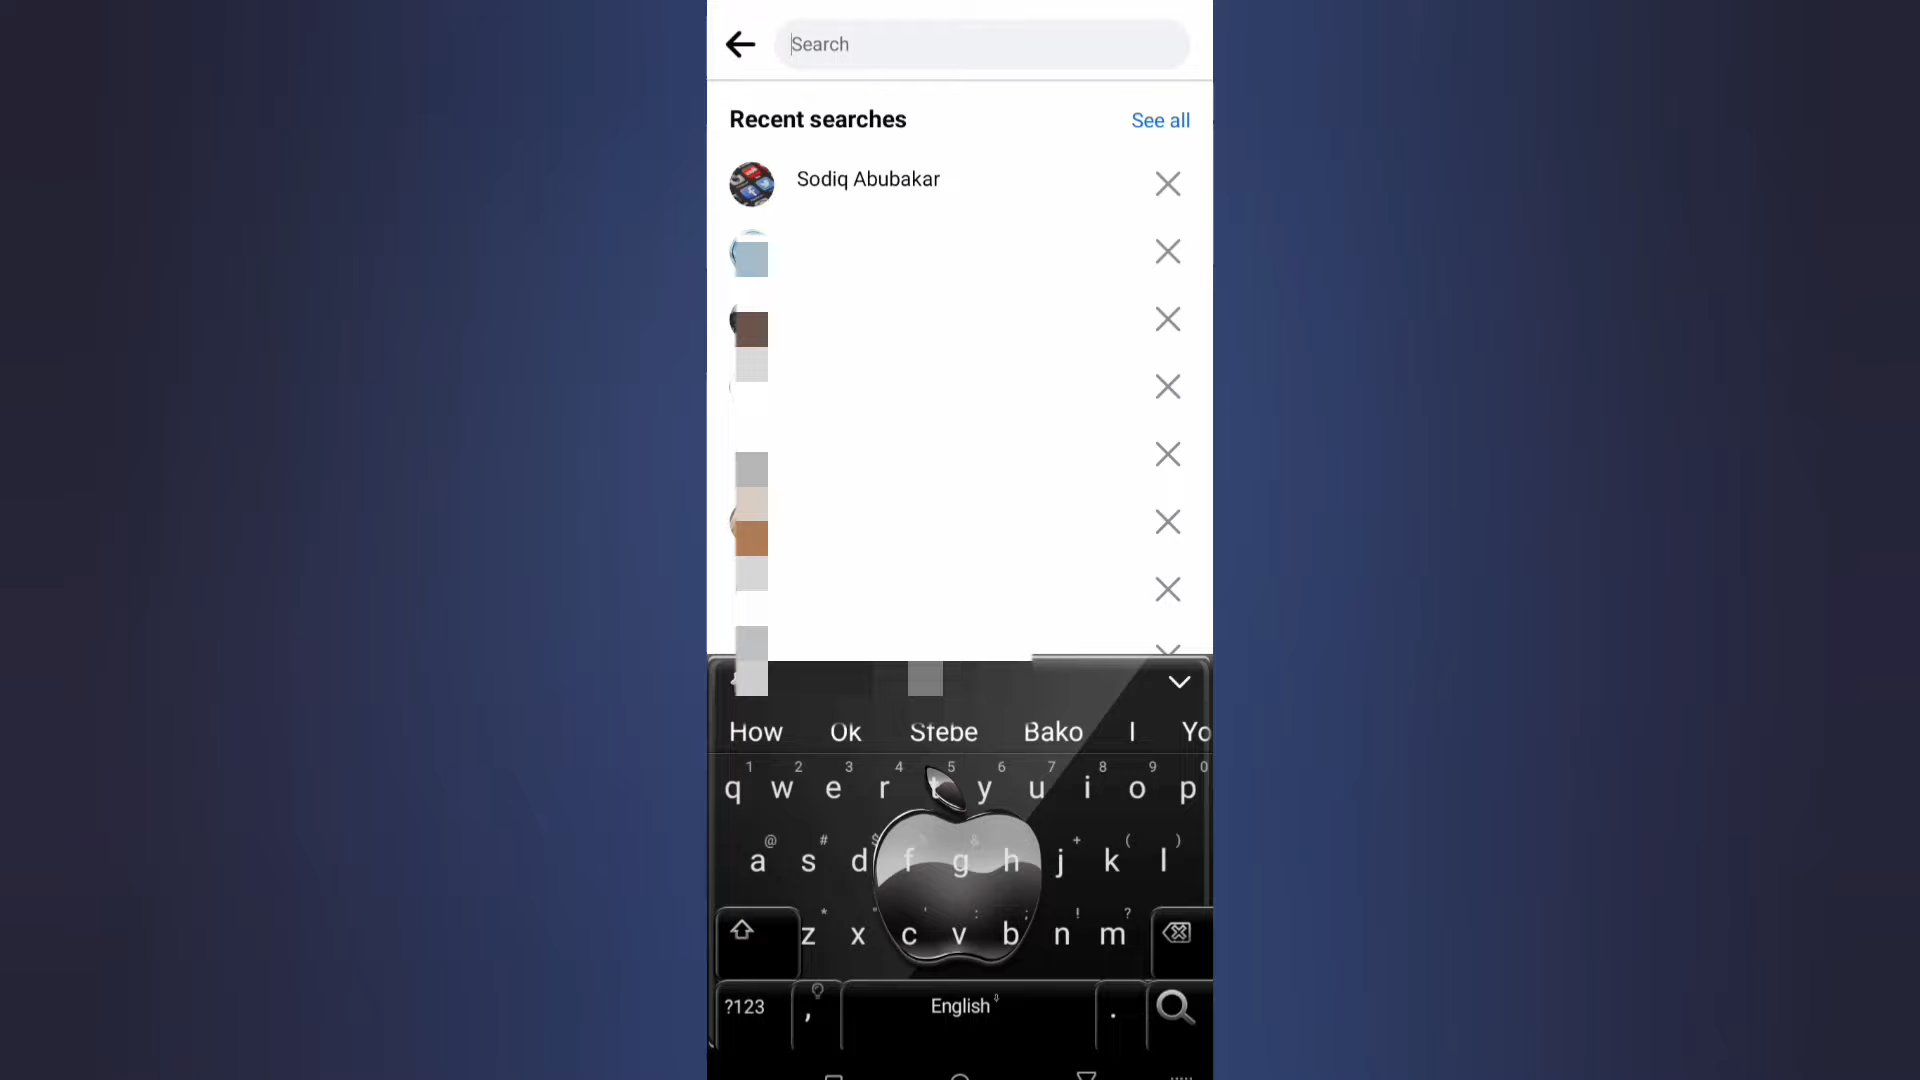 Search
Recent searches See all
Sodiq Abubakar
How Ok Stebe Bako I Yo
1 2 3 4 5 6 7 8 9 0
q w e r t y u i o p
@ # $ & + ( )
a s d f g h j k l
* " ' : ; ! ?
z x c v b n m
?123 , English .